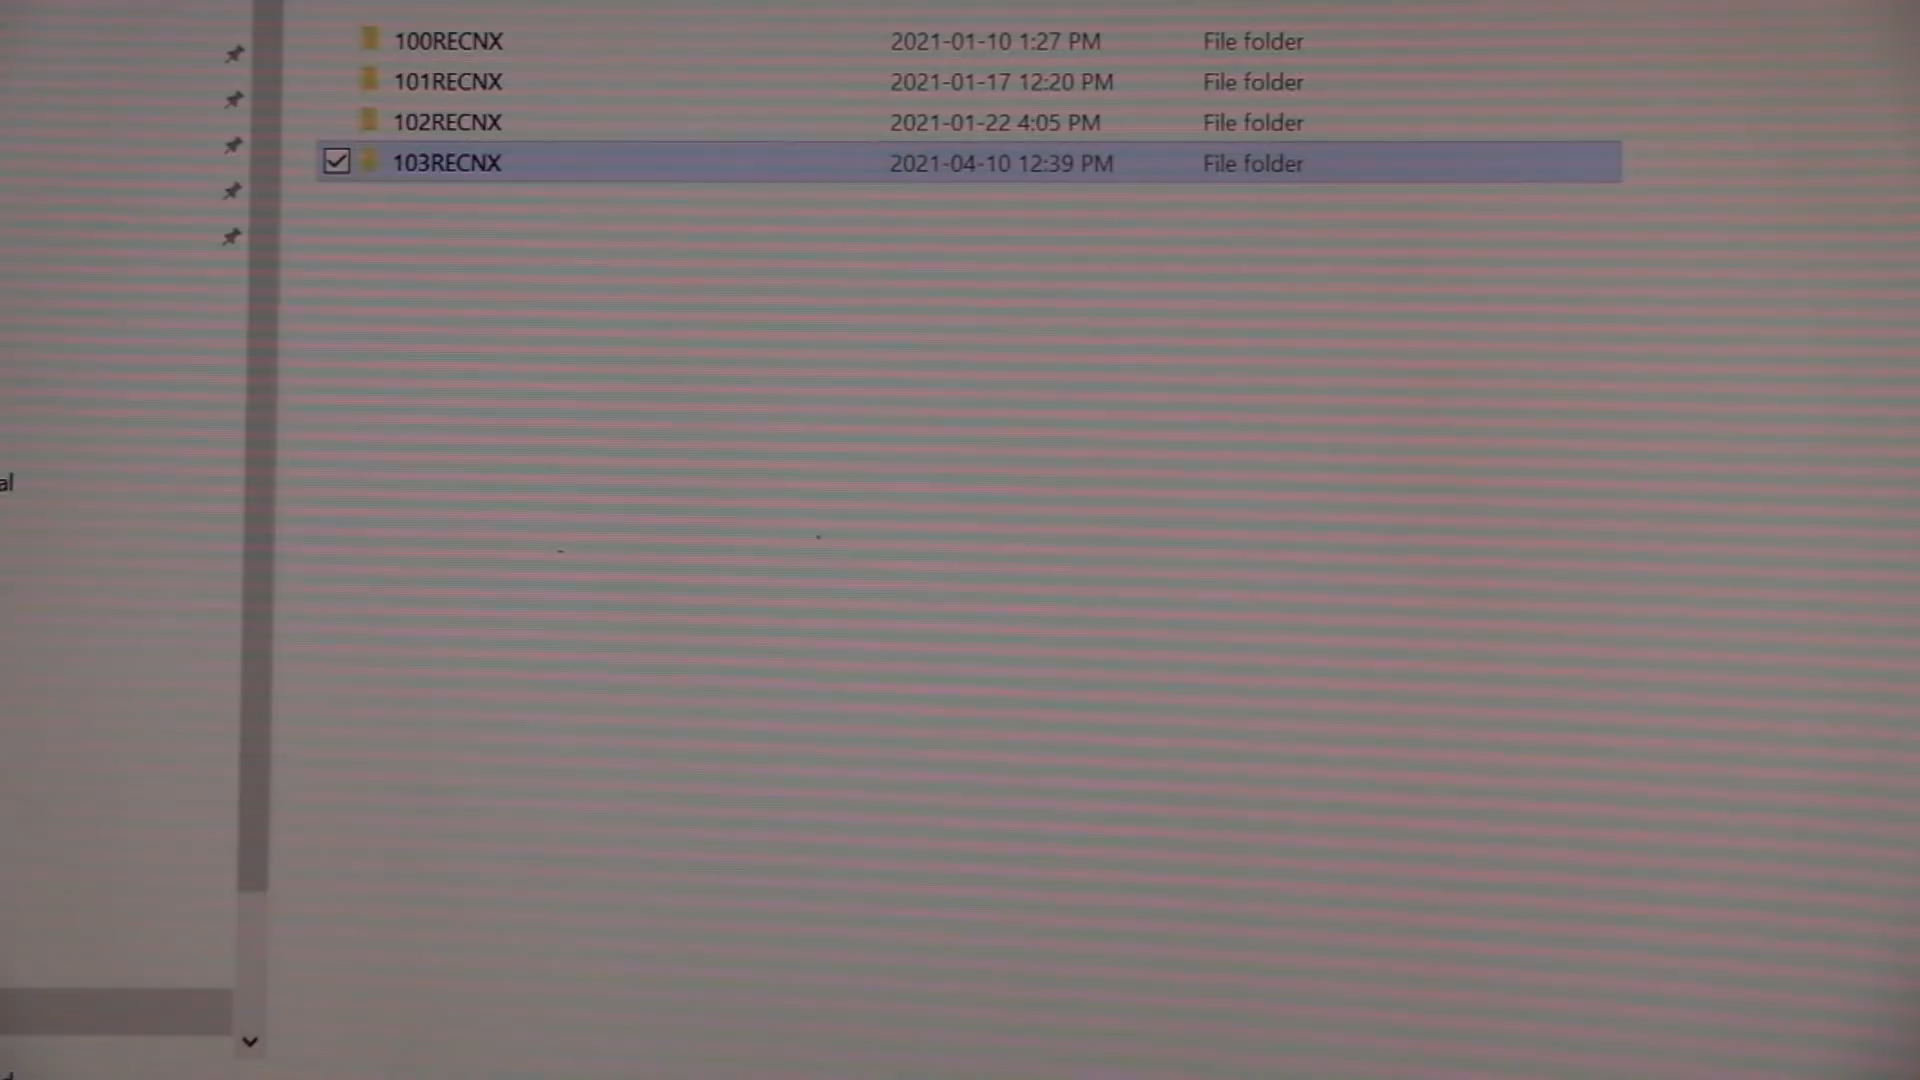 100RECNX 2021-01-10 1:27 PM File folder
101RECNX 2021-01-17 12:20 PM File folder
102RECNX 2021-01-22 4:05 PM File folder
103RECNX 2021-04-10 12:39 PM File folder
al